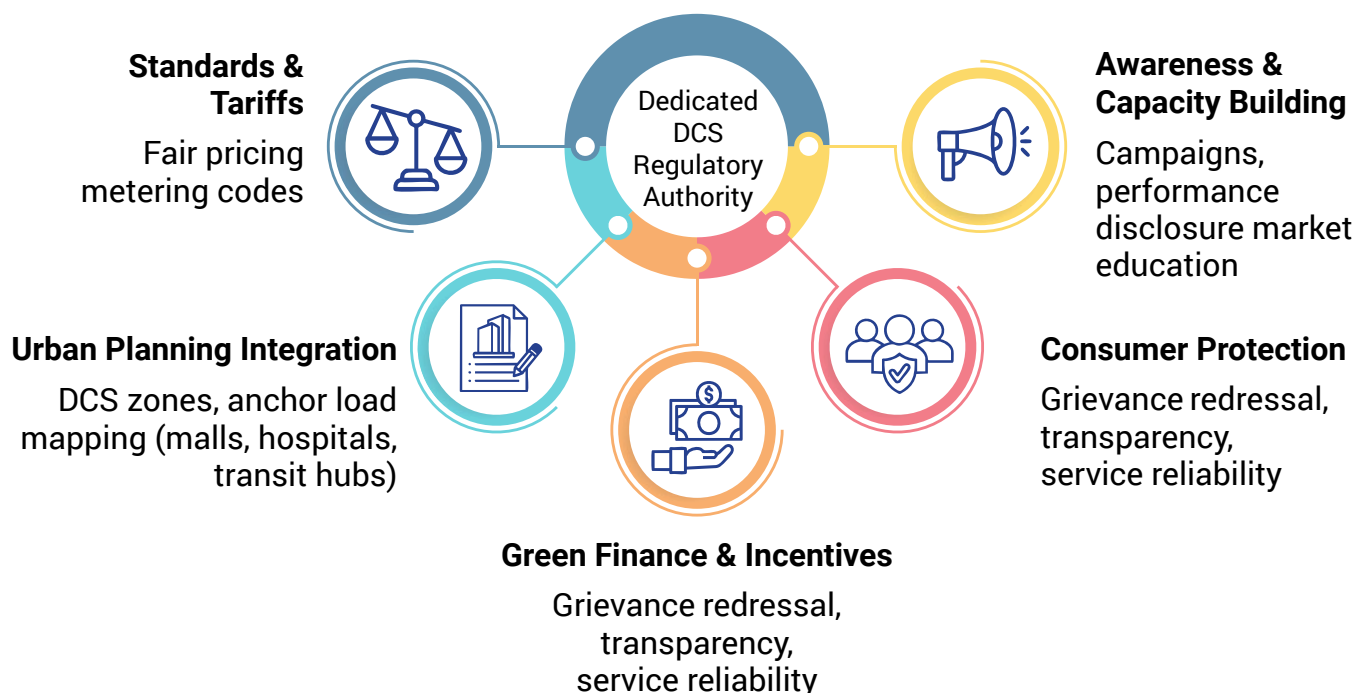 Standards &
Tariffs
Fair pricing
metering codes
Dedicated
DCS
Regulatory
Authority
Awareness &
Capacity Building
Campaigns,
performance
disclosure market
education
Urban Planning Integration
DCS zones, anchor load
mapping (malls, hospitals,
transit hubs)
$
Consumer Protection
Grievance redressal,
transparency,
service reliability
Green Finance & Incentives
Grievance redressal,
transparency,
service reliability